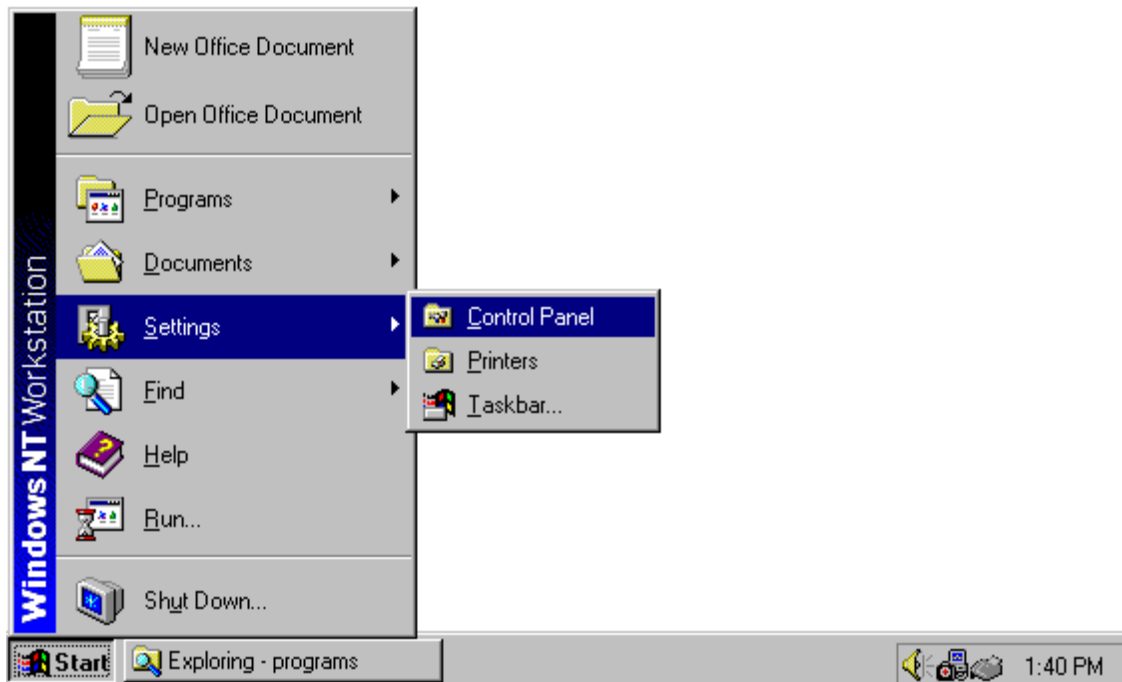 New Office Document
Open Office Document
Programs
Documents
Settings
Find
Help
Run...
Shut Down...
Windows NT Workstation
Control Panel
Printers
Taskbar...
Start
Exploring - programs
1:40 PM